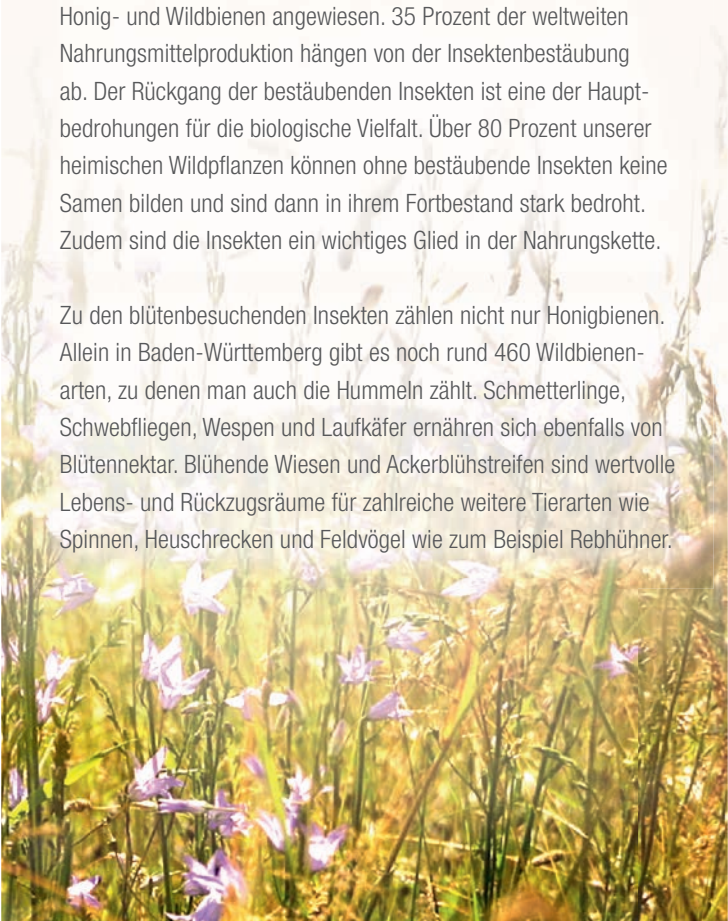 Honig- und Wildbienen angewiesen. 35 Prozent der weltweiten
Nahrungsmittelproduktion hängen von der Insektenbestäubung
ab. Der Rückgang der bestäubenden Insekten ist eine der Haupt-
bedrohungen für die biologische Vielfalt. Über 80 Prozent unserer
heimischen Wildpflanzen können ohne bestäubende Insekten keine
Samen bilden und sind dann in ihrem Fortbestand stark bedroht.
Zudem sind die Insekten ein wichtiges Glied in der Nahrungskette.

Zu den blütenbesuchenden Insekten zählen nicht nur Honigbienen.
Allein in Baden-Württemberg gibt es noch rund 460 Wildbienen-
arten, zu denen man auch die Hummeln zählt. Schmetterlinge,
Schwebfliegen, Wespen und Laufkäfer ernähren sich ebenfalls von
Blütennektar. Blühende Wiesen und Ackerblühstreifen sind wertvolle
Lebens- und Rückzugsräume für zahlreiche weitere Tierarten wie
Spinnen, Heuschrecken und Feldvögel wie zum Beispiel Rebhühner.